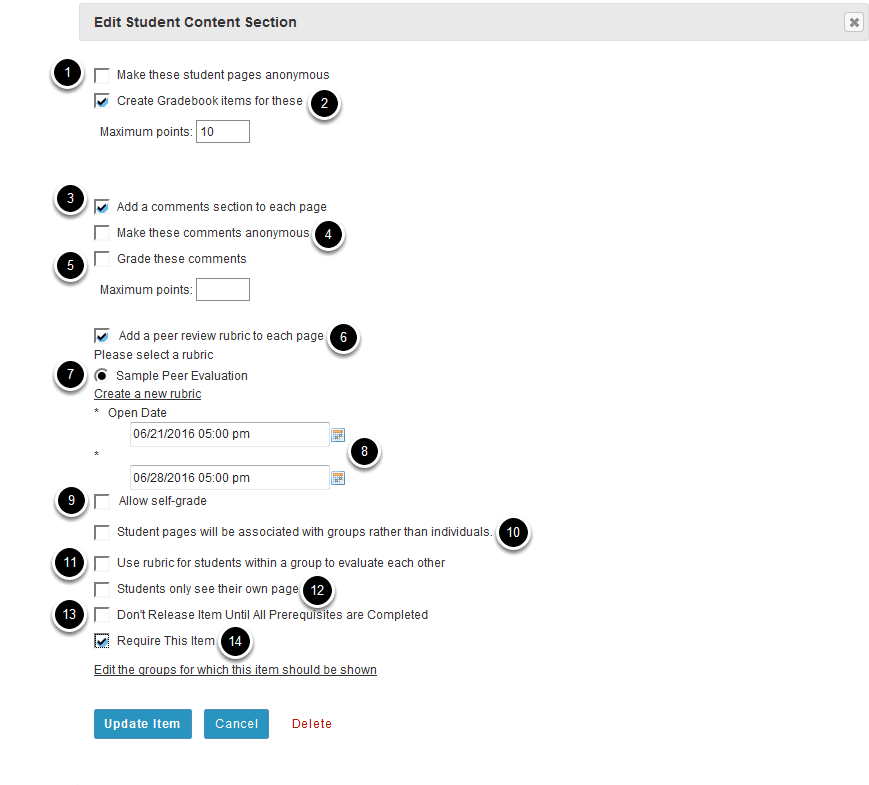 Edit Student Content Section
1 Make these student pages anonymous
Create Gradebook items for these 2
Maximum points: 10
3 Add a comments section to each page
Make these comments anonymous 4
5 Grade these comments
Maximum points:
Add a peer review rubric to each page 6
Please select a rubric
7 Sample Peer Evaluation
Create a new rubric
* Open Date
06/21/2016 05:00 pm
* 8
06/28/2016 05:00 pm
9 Allow self-grade
Student pages will be associated with groups rather than individuals. 10
11 Use rubric for students within a group to evaluate each other
Students only see their own page 12
13 Don't Release Item Until All Prerequisites are Completed
Require This Item 14
Edit the groups for which this item should be shown
Update Item Cancel Delete